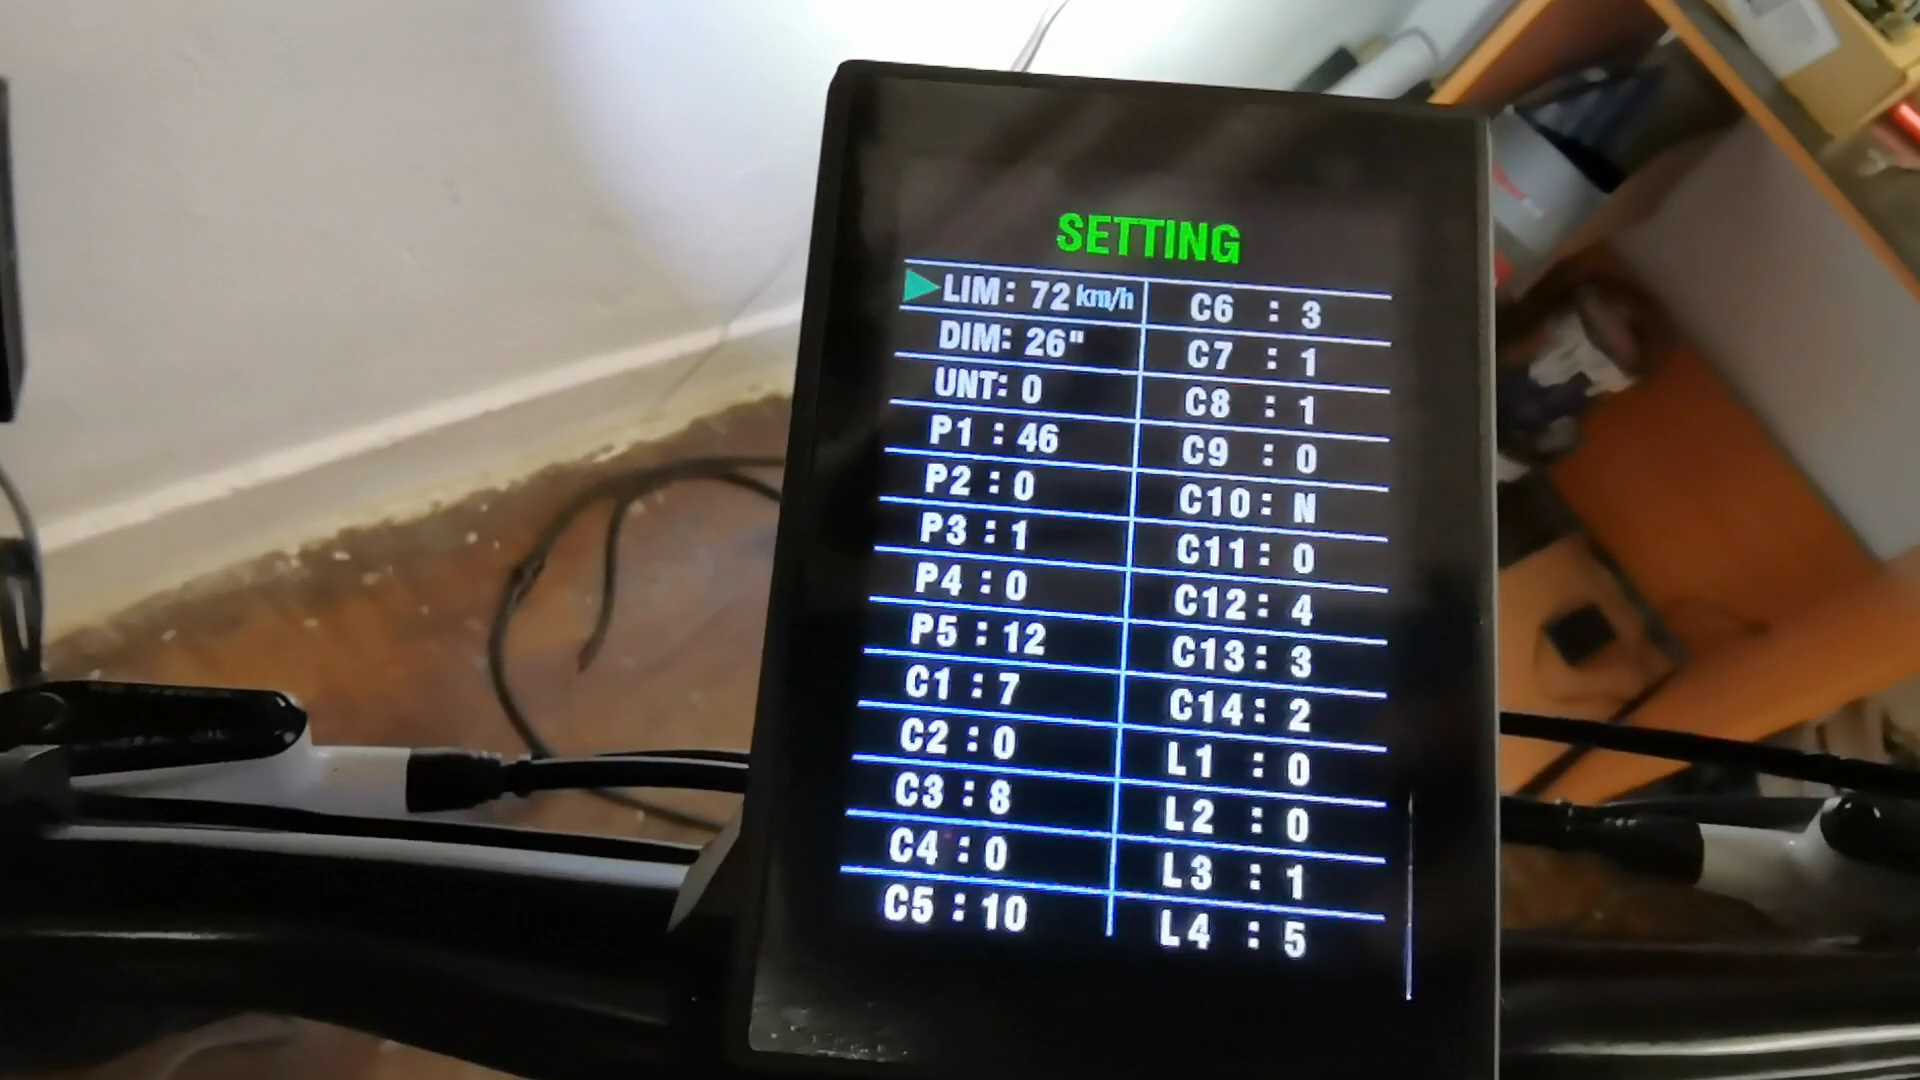 SETTING
LIM: 72 km/h
DIM: 26"
UNT: 0
P1 : 46
P2 : 0
P3 : 1
P4 : 0
P5 : 12
C1 : 7
C2 : 0
C3 : 8
C4 : 0
C5 : 10
C6 : 3
C7 : 1
C8 : 1
C9 : 0
C10: N
C11: 0
C12: 4
C13: 3
C14: 2
L1 : 0
L2 : 0
L3 : 1
L4 : 5